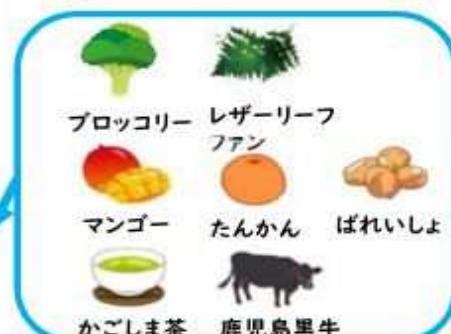 ブロッコリー
レザーリーフ
ファン
マンゴー
たんかん
ばれいしょ
かごしま茶
鹿児島黒牛